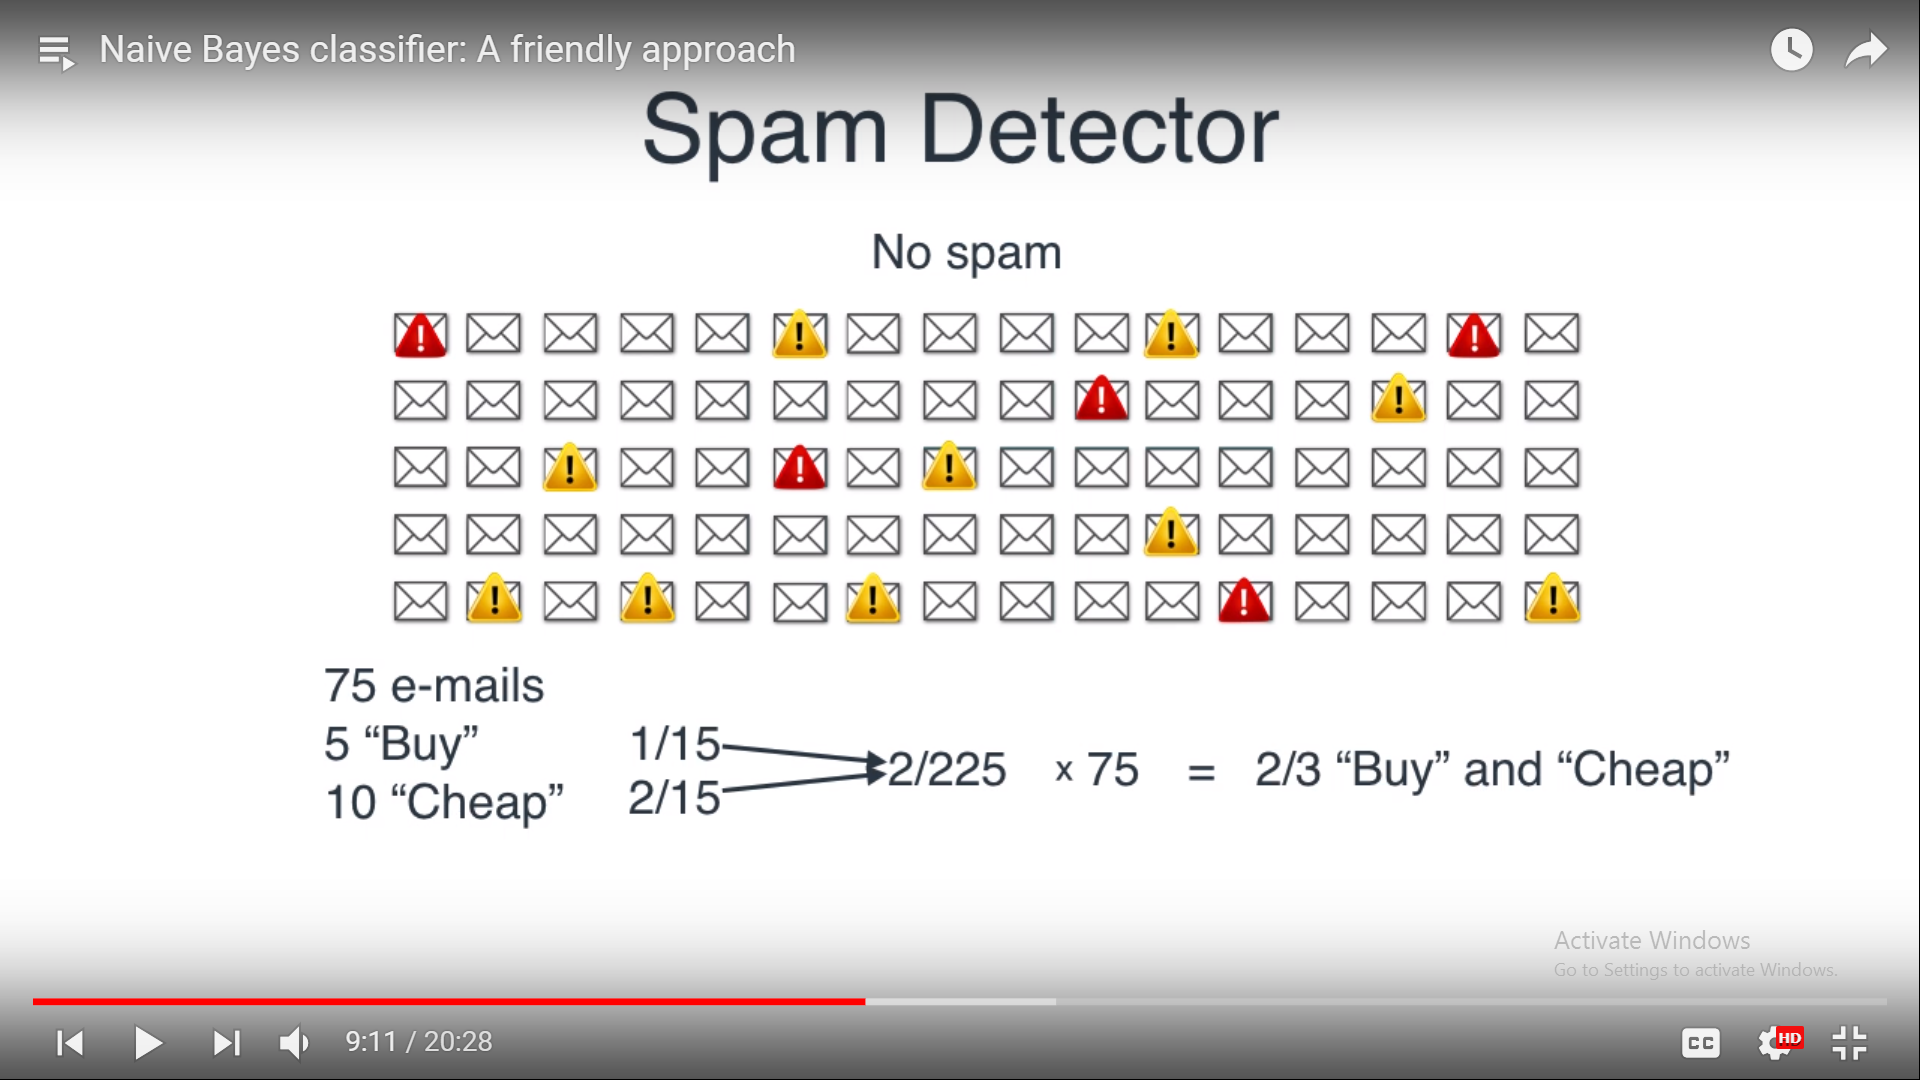 Naive Bayes classifier: A friendly approach
Spam Detector
No spam
75 e-mails
5 “Buy” 1/15
10 “Cheap” 2/15
2/225 x 75 = 2/3 “Buy” and “Cheap”
Activate Windows
Go to Settings to activate Windows.
9:11 / 20:28
CC
HD